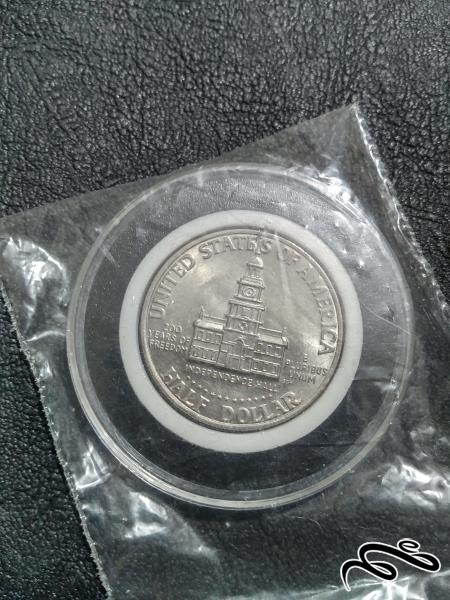 UNITED STATES OF AMERICA
200
YEARS OF
FREEDOM
E
PLURIBUS
UNUM
INDEPENDENCE HALL
HALF DOLLAR